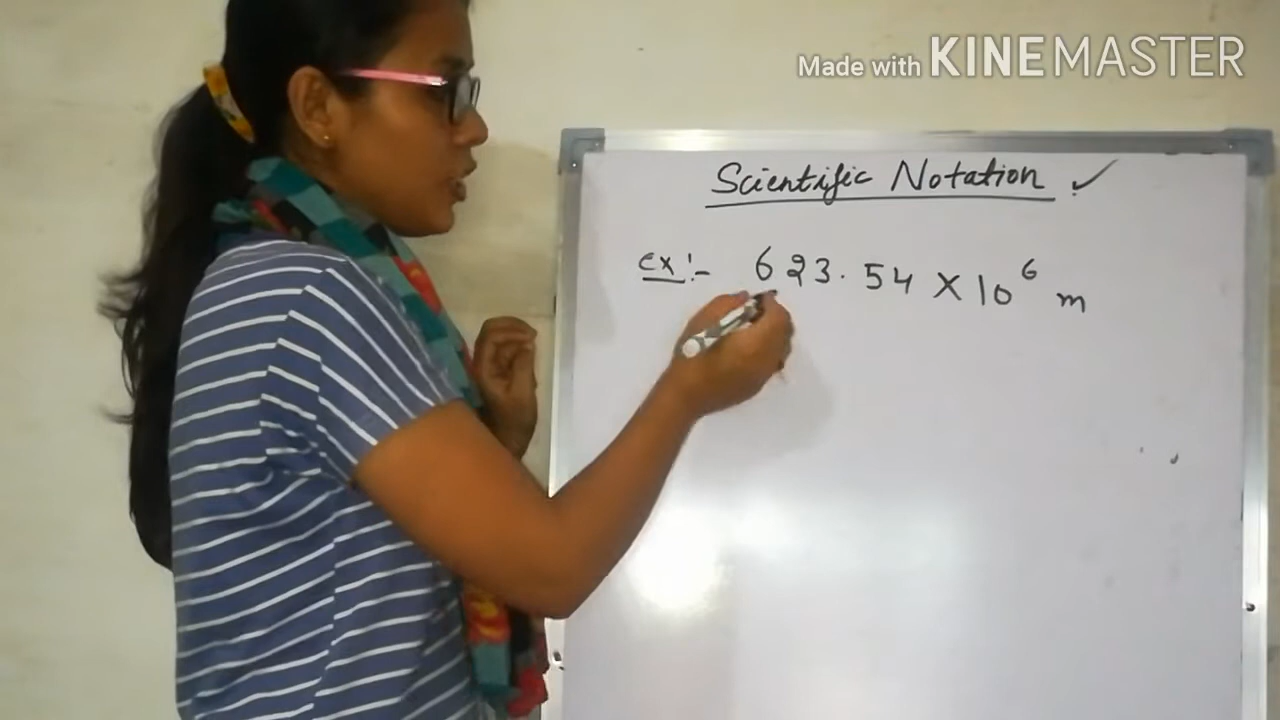 Made with KINEMASTER
Scientific Notation ✓
ex:- 623.54 × 10⁶ m